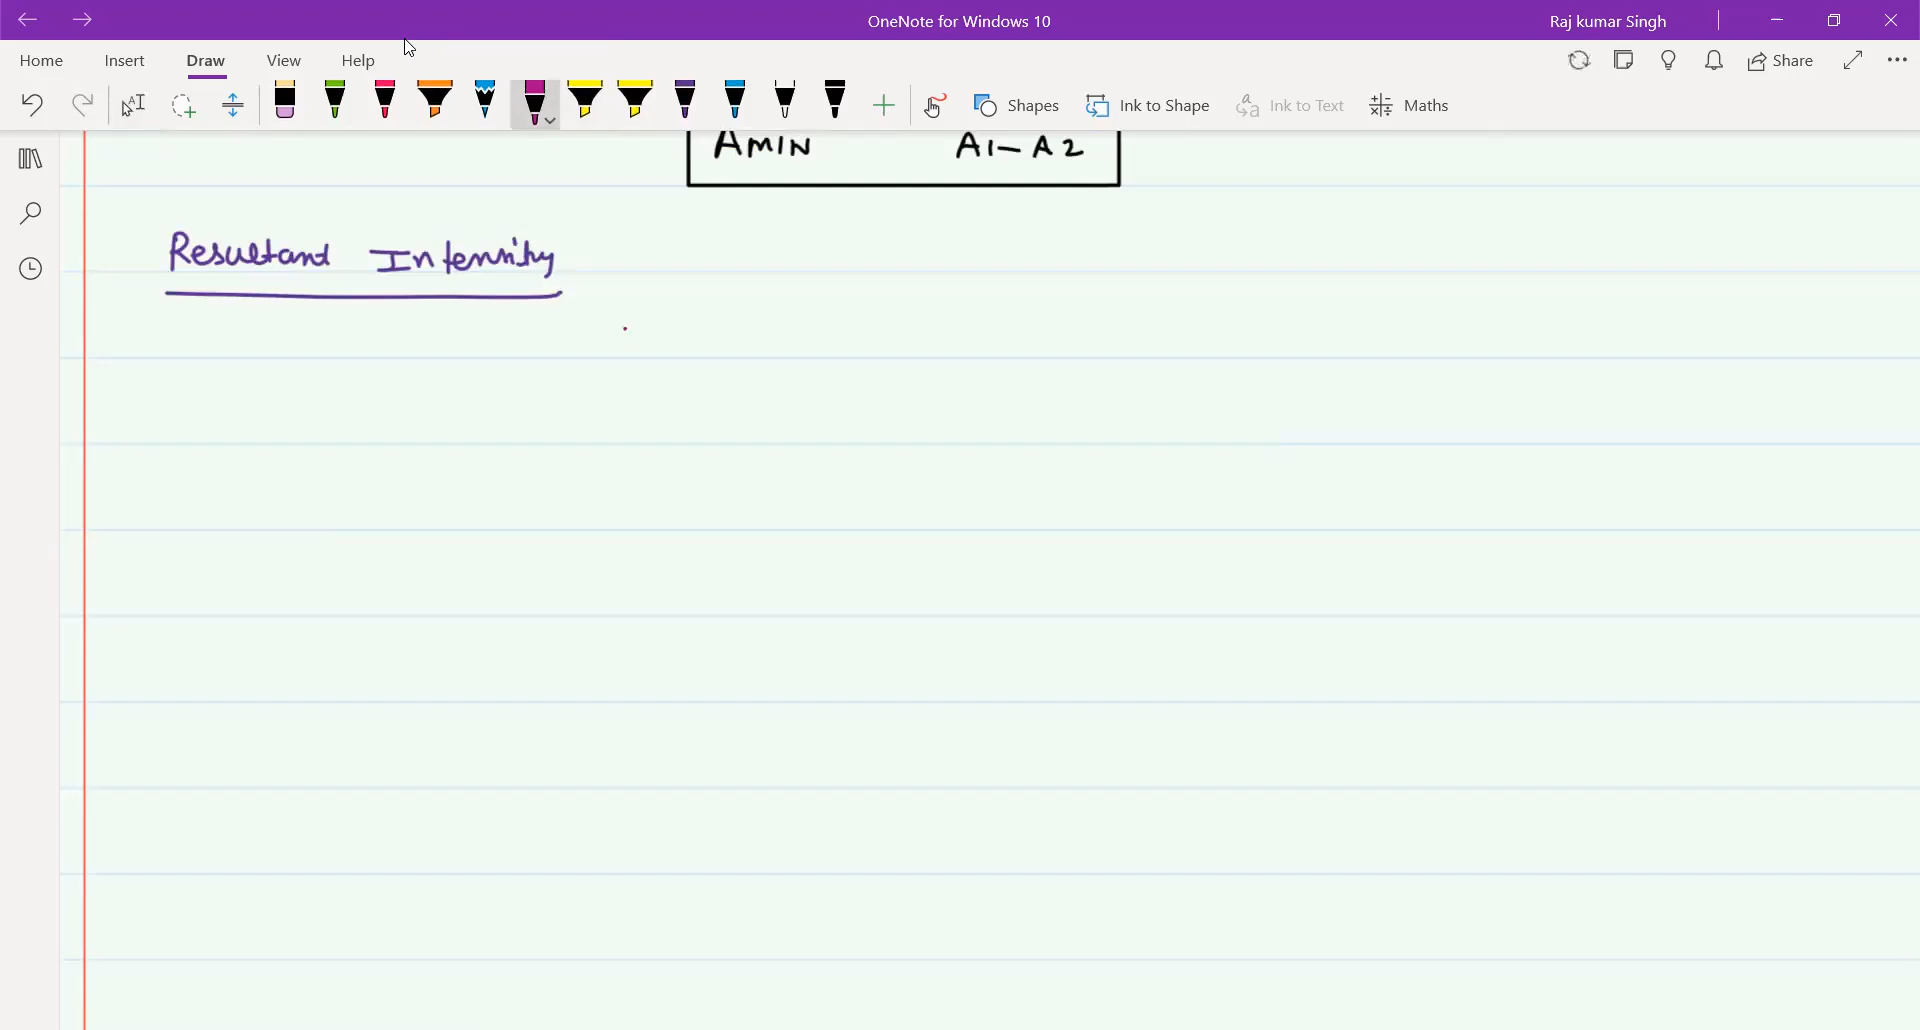 OneNote for Windows 10 Raj kumar Singh
Home Insert Draw View Help Share
Shapes Ink to Shape Ink to Text Maths
AMIN A1-A2
Resultant Intensity